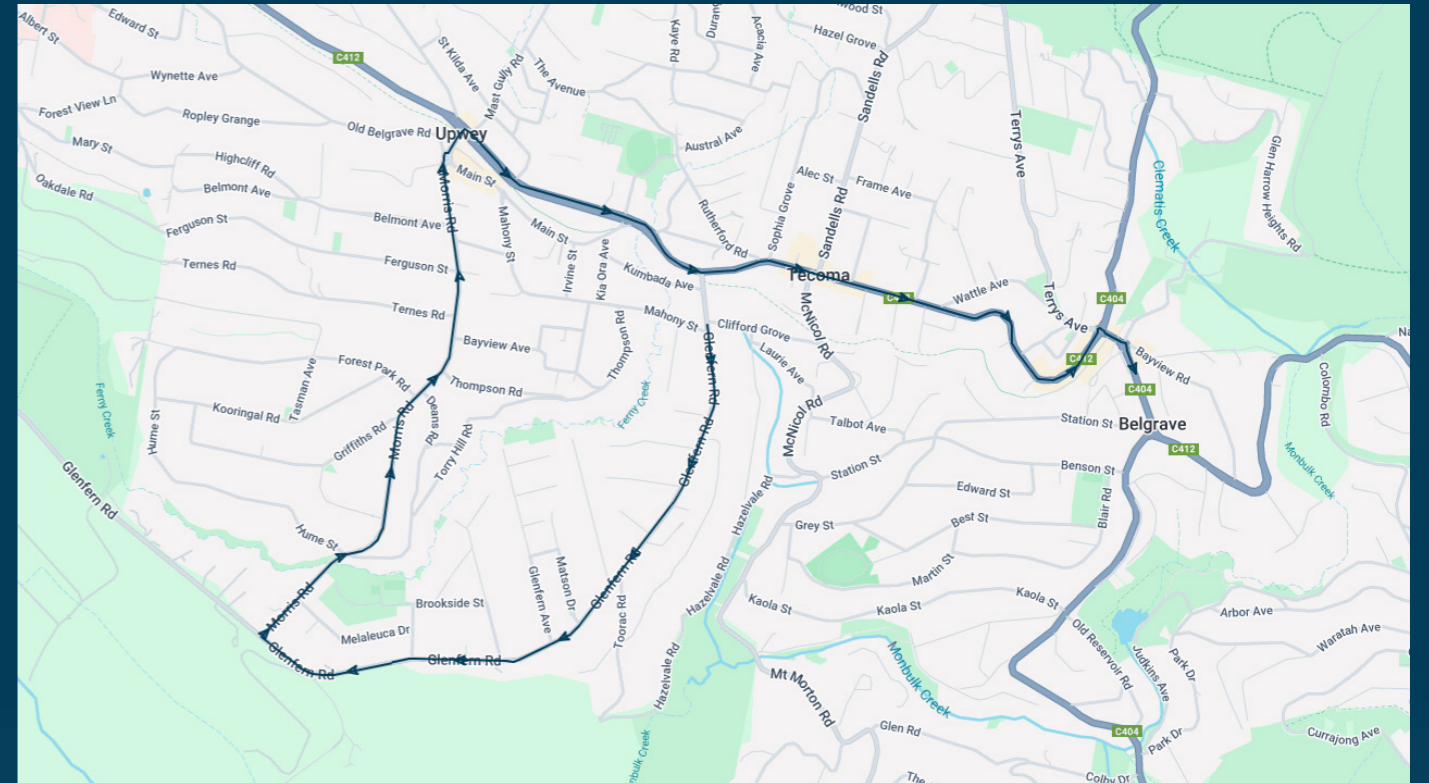 Albert St
Edward St
C412
St Kilda Ave
Mast Gully Rd
The Avenue
Kaye Rd
Acacia Ave
wood St
Hazel Grove
Sandells Rd
Wynette Ave
Forest View Ln
Ropley Grange
Old Belgrave Rd
Upwey
Austral Ave
Terrys Ave
Glen Harrow Heights Rd
Clematis Creek
Mary St
Highcliff Rd
Belmont Ave
Main St
Morris Rd
Alec St
Frame Ave
Oakdale Rd
Ferguson St
Belmont Ave
Mahony St
Main St
Rutherford Rd
Sophia Grove
Sandells Rd
Ternes Rd
Ferguson St
Irvine St
Kia Ora Ave
Kumbada Ave
Tecoma
Wattle Ave
Terrys Ave
C404
Ternes Rd
Mahony St
Clifford Grove
McNicol Rd
Bayview Ave
Thompson Rd
Glenfern Rd
Laurie Ave
C412
Bayview Rd
Forest Park Rd
Tasman Ave
Thompson Rd
C404
Colombo Rd
Ferny Creek
Hume St
Kooringal Rd
Griffiths Rd
Morris Rd
Deans Rd
Torry Hill Rd
Ferny Creek
McNicol Rd
Talbot Ave
Station St
Belgrave
C412
Glenfern Rd
Glenfern Rd
Station St
Benson St
Monbulk Creek
Edward St
Blair Rd
Hume St
Hazelvale Rd
Grey St
Best St
Martin St
Glenfern Ave
Matson Dr
Glenfern Rd
Toorac Rd
Hazelvale Rd
Kaola St
Kaola St
Kaola St
Morris Rd
Brookside St
Melaleuca Dr
Arbor Ave
Waratah Ave
Old Reservoir Rd
Judkins Ave
Park Dr
Glenfern Rd
Glenfern Rd
Hazelvale Rd
Mt Morton Rd
Monbulk Creek
Glen Rd
C404
Park Dr
Currajong Ave
nbulk Creek
The
Colby Dr